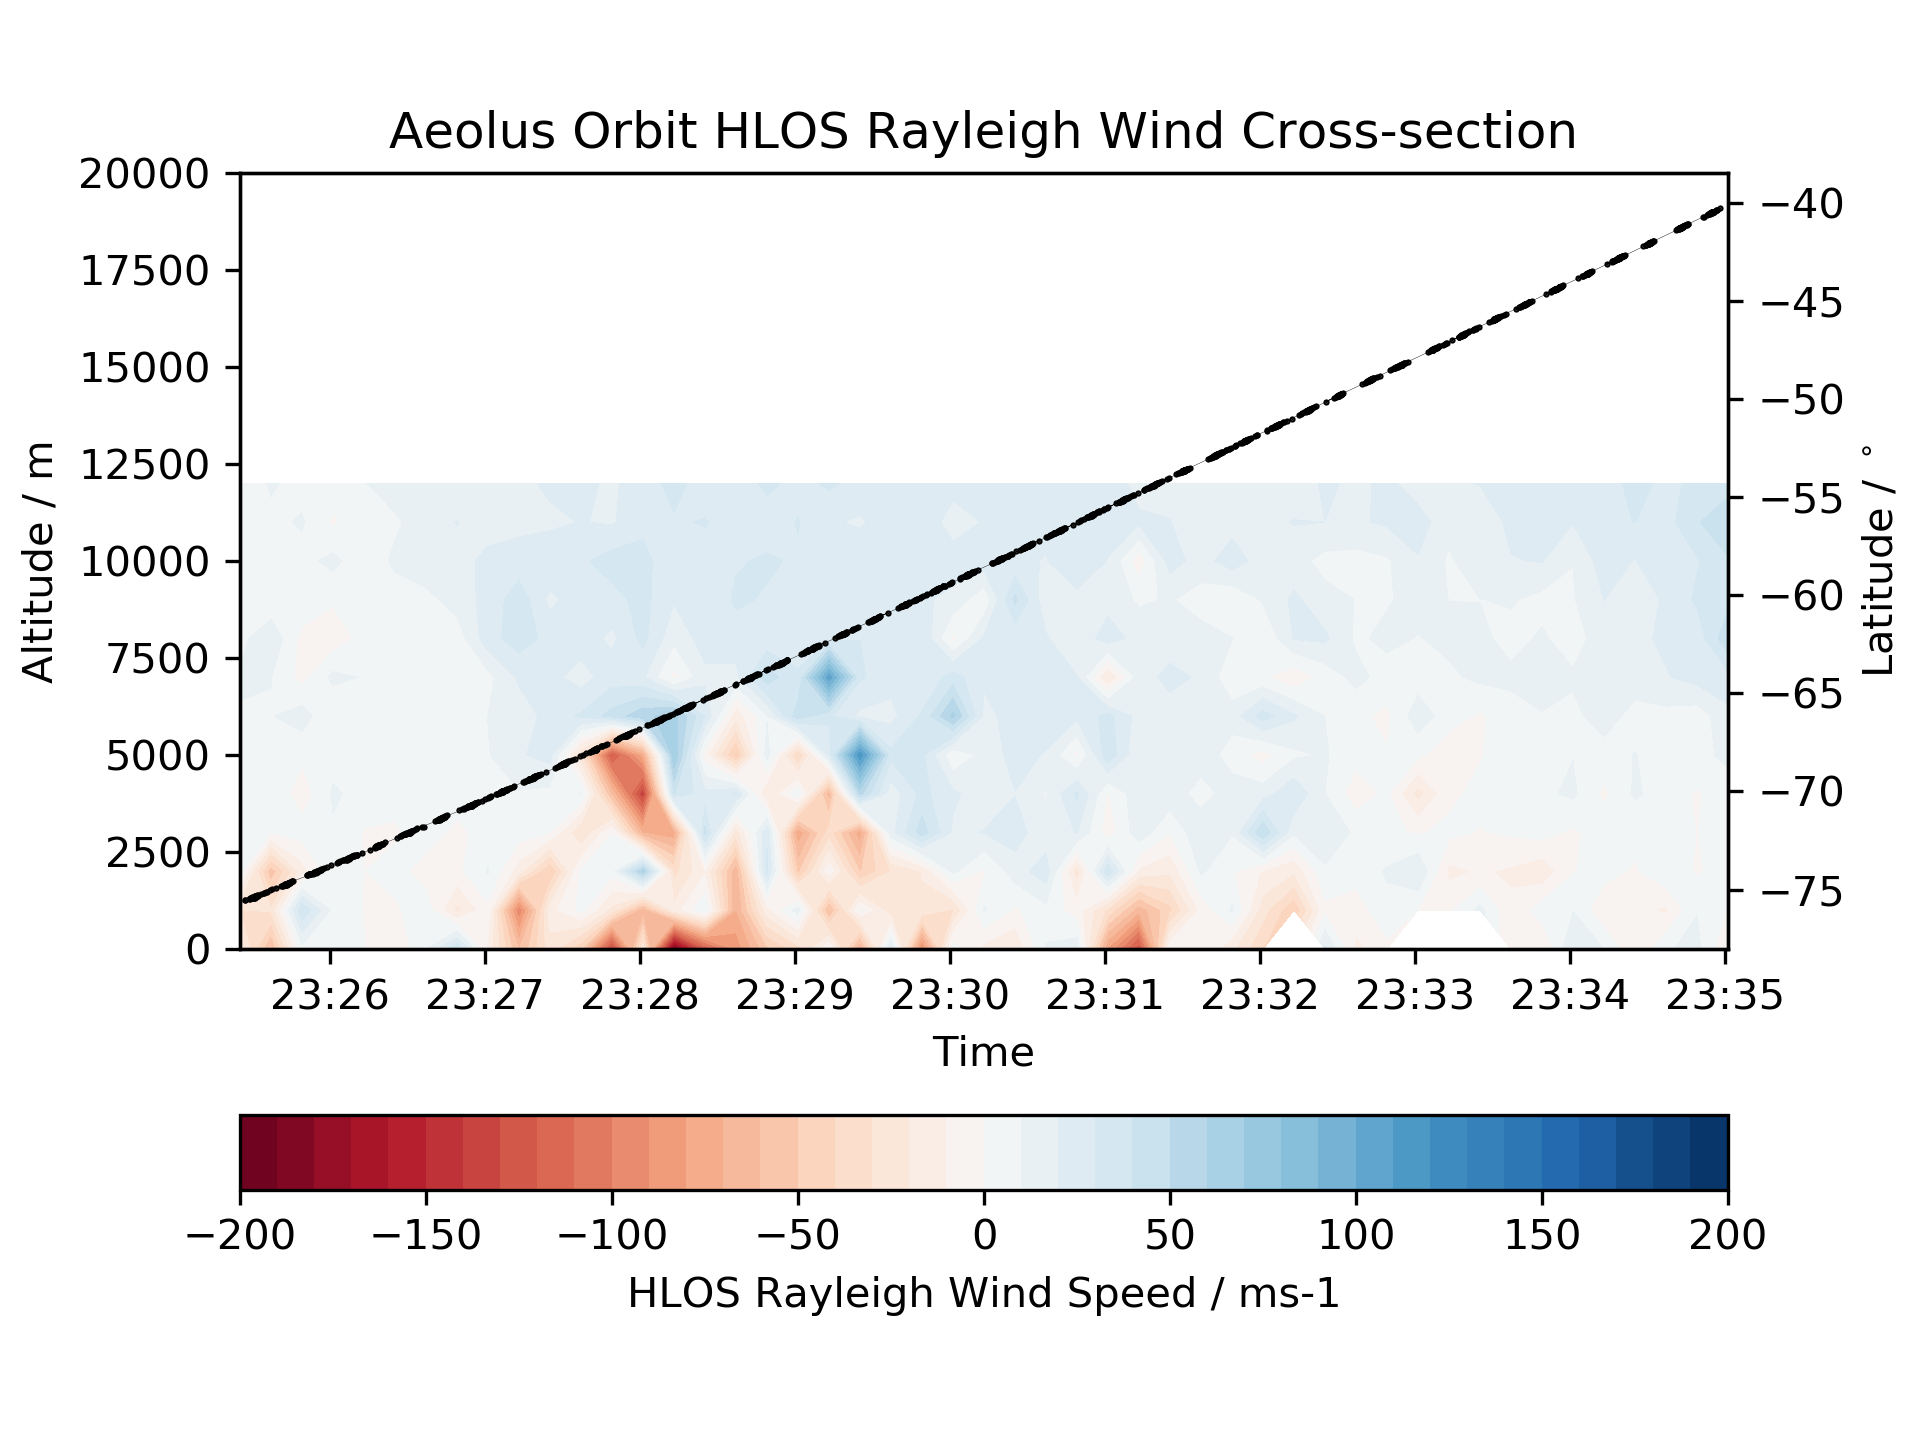 Aeolus Orbit HLOS Rayleigh Wind Cross-section
20000
17500
15000
12500
10000
7500
5000
2500
0
Altitude / m
−40
−45
−50
−55
−60
−65
−70
−75
Latitude / °
23:26 23:27 23:28 23:29 23:30 23:31 23:32 23:33 23:34 23:35
Time
−200 −150 −100 −50 0 50 100 150 200
HLOS Rayleigh Wind Speed / ms-1